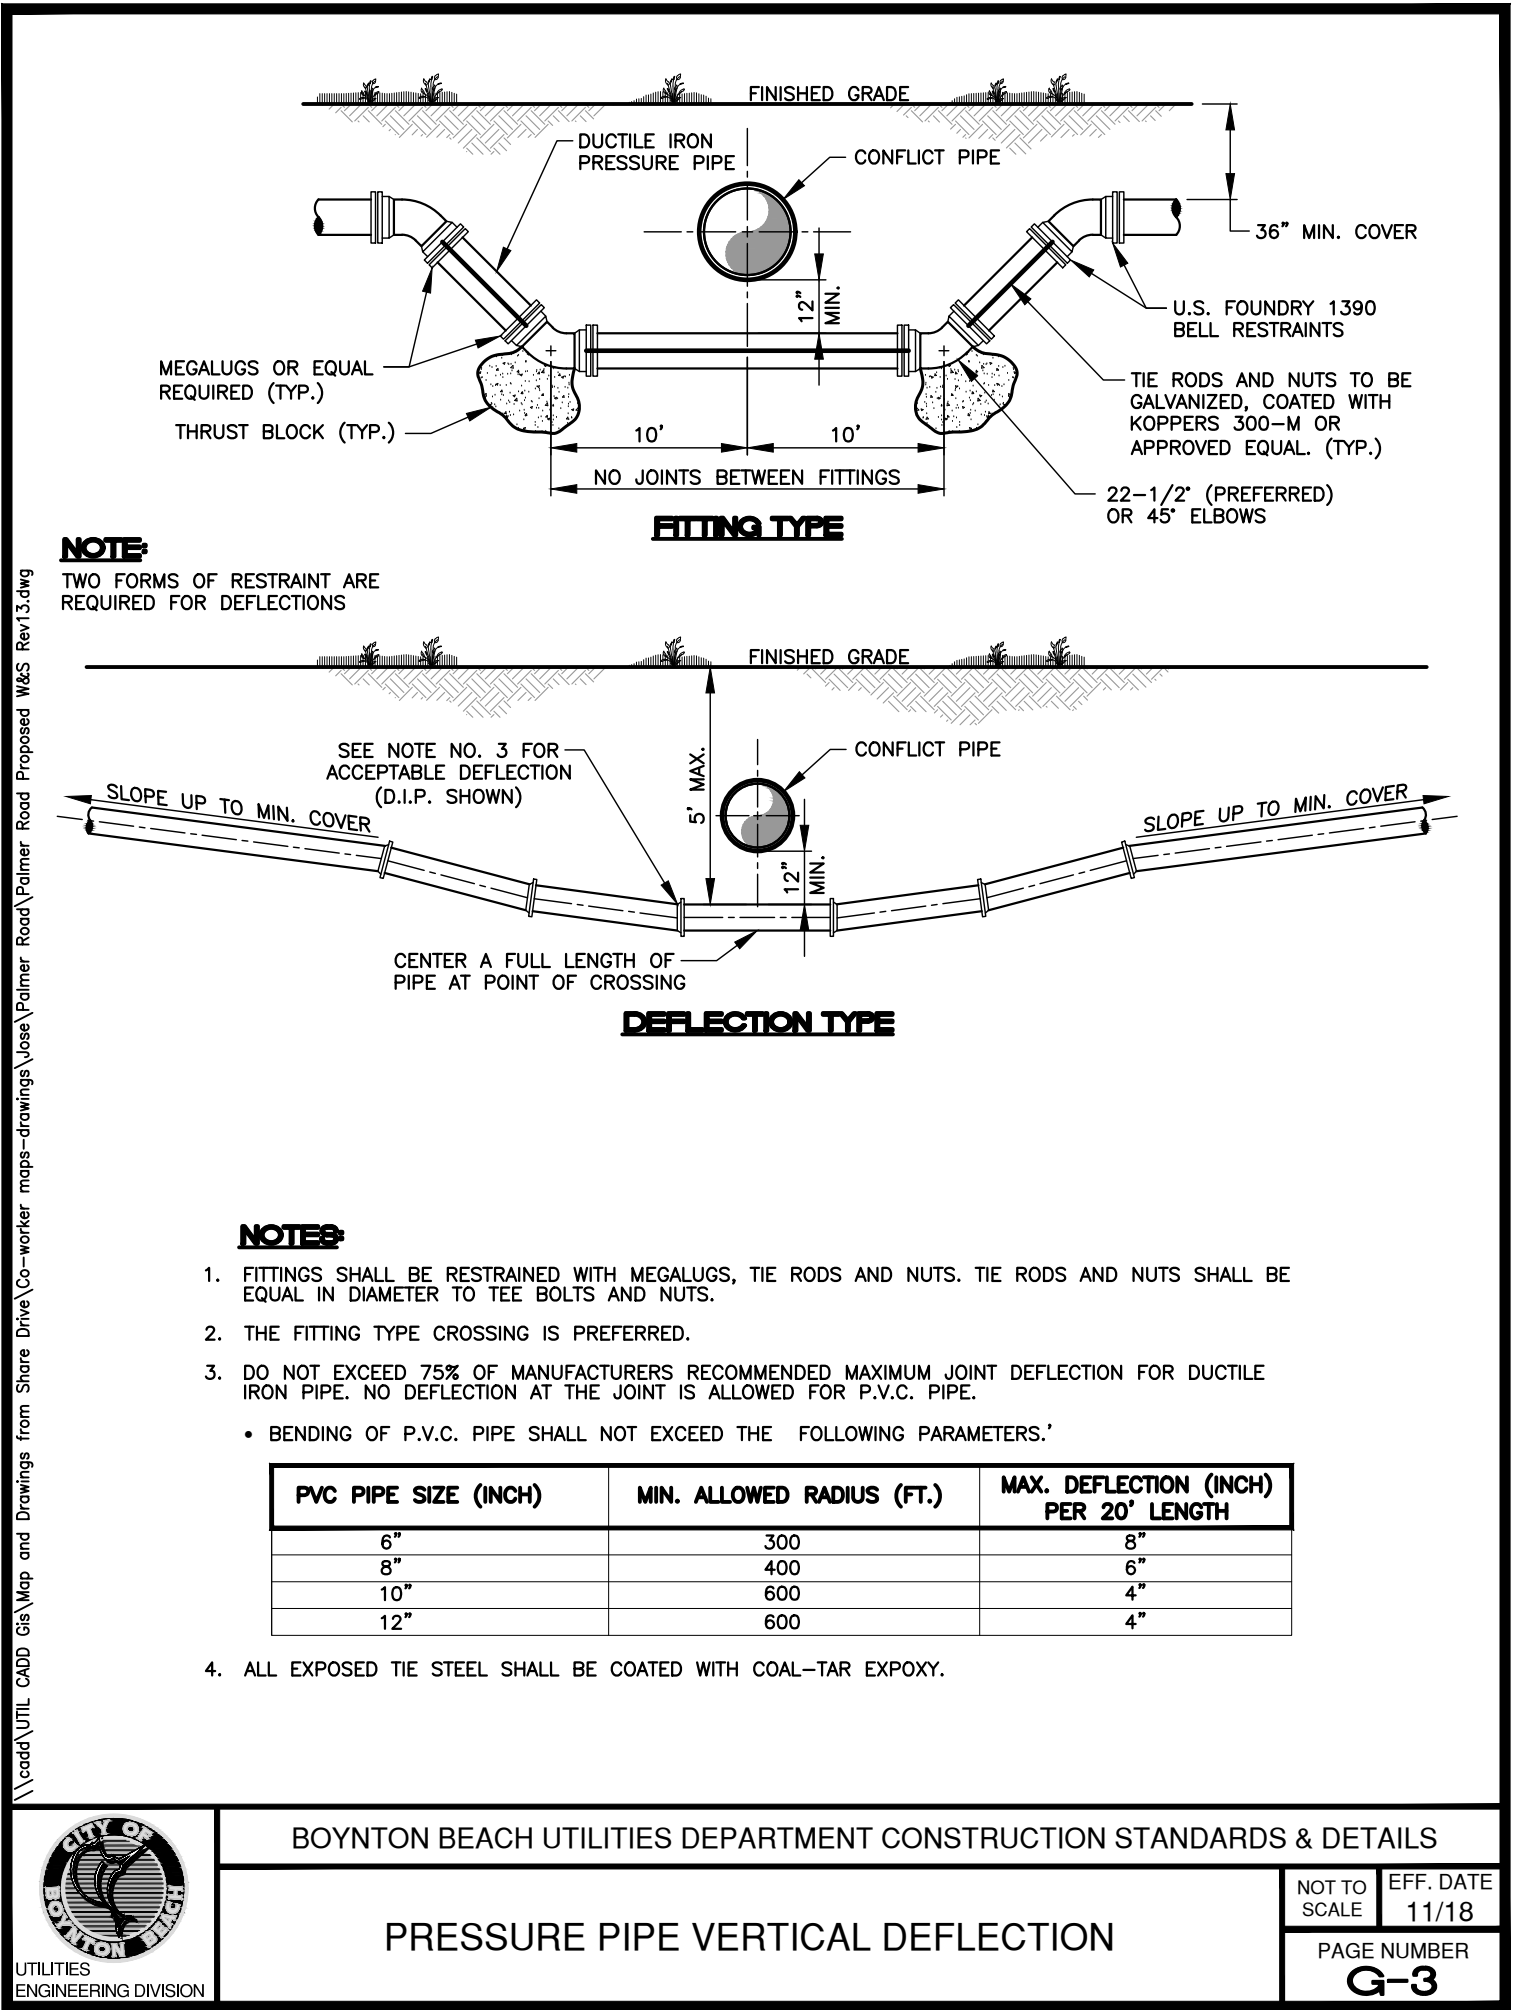 FINISHED GRADE
DUCTILE IRON
PRESSURE PIPE
CONFLICT PIPE
36" MIN. COVER
12"
MIN.
U.S. FOUNDRY 1390
BELL RESTRAINTS
MEGALUGS OR EQUAL
REQUIRED (TYP.)
THRUST BLOCK (TYP.)
TIE RODS AND NUTS TO BE
GALVANIZED, COATED WITH
KOPPERS 300-M OR
APPROVED EQUAL. (TYP.)
10'
10'
NO JOINTS BETWEEN FITTINGS
22-1/2° (PREFERRED)
OR 45° ELBOWS
FITTING TYPE
NOTE:
TWO FORMS OF RESTRAINT ARE
REQUIRED FOR DEFLECTIONS
FINISHED GRADE
SEE NOTE NO. 3 FOR
ACCEPTABLE DEFLECTION
(D.I.P. SHOWN)
5' MAX.
CONFLICT PIPE
SLOPE UP TO MIN. COVER
SLOPE UP TO MIN. COVER
12"
MIN.
CENTER A FULL LENGTH OF
PIPE AT POINT OF CROSSING
DEFLECTION TYPE
NOTES:
1. FITTINGS SHALL BE RESTRAINED WITH MEGALUGS, TIE RODS AND NUTS. TIE RODS AND NUTS SHALL BE
EQUAL IN DIAMETER TO TEE BOLTS AND NUTS.
2. THE FITTING TYPE CROSSING IS PREFERRED.
3. DO NOT EXCEED 75% OF MANUFACTURERS RECOMMENDED MAXIMUM JOINT DEFLECTION FOR DUCTILE
IRON PIPE. NO DEFLECTION AT THE JOINT IS ALLOWED FOR P.V.C. PIPE.
• BENDING OF P.V.C. PIPE SHALL NOT EXCEED THE FOLLOWING PARAMETERS.'
PVC PIPE SIZE (INCH) MIN. ALLOWED RADIUS (FT.) MAX. DEFLECTION (INCH)
PER 20' LENGTH
6" 300 8"
8" 400 6"
10" 600 4"
12" 600 4"
4. ALL EXPOSED TIE STEEL SHALL BE COATED WITH COAL-TAR EXPOXY.
\\cadd\UTIL CADD Gis\Map and Drawings from Share Drive\Co-worker maps-drawings\Jose\Palmer Road\Palmer Road Proposed W&S Rev13.dwg
CITY OF
BOYNTON BEACH
UTILITIES
ENGINEERING DIVISION
BOYNTON BEACH UTILITIES DEPARTMENT CONSTRUCTION STANDARDS & DETAILS
PRESSURE PIPE VERTICAL DEFLECTION
NOT TO
SCALE
EFF. DATE
11/18
PAGE NUMBER
G-3